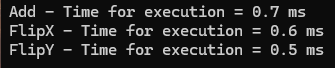 Add - Time for execution = 0.7 ms
FlipX - Time for execution = 0.6 ms
FlipY - Time for execution = 0.5 ms